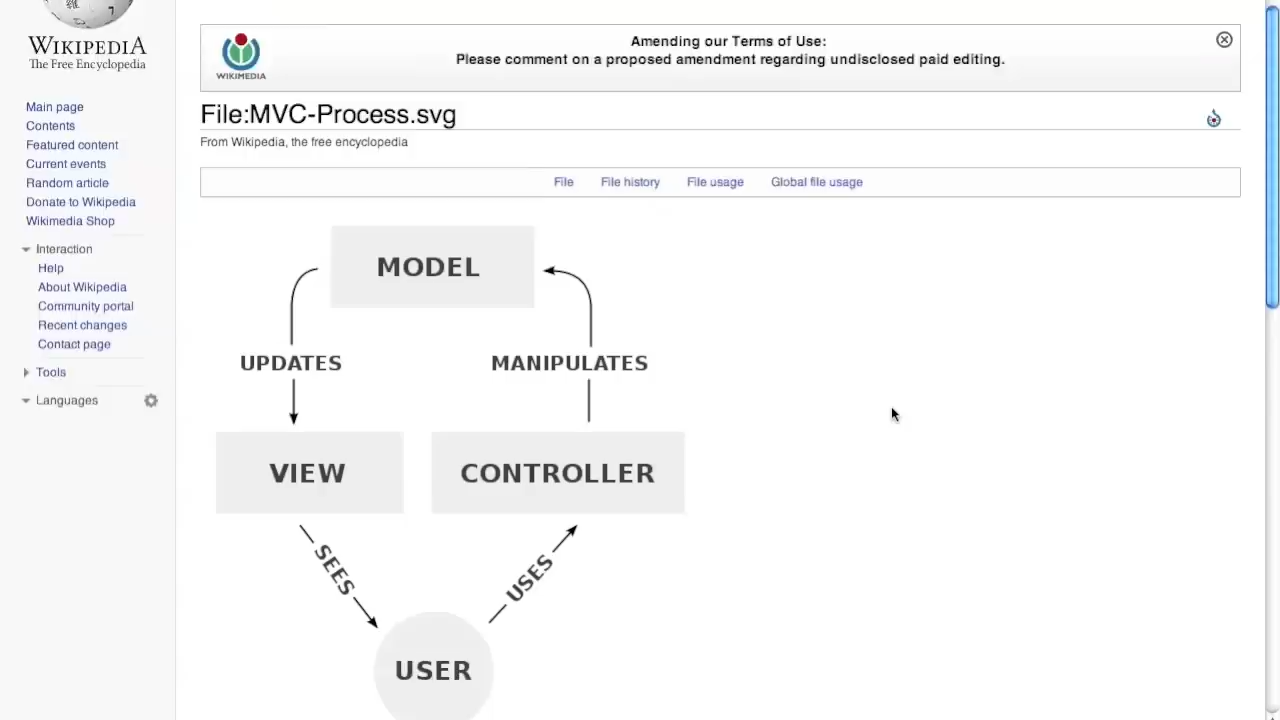 WIKIPEDIA
The Free Encyclopedia
Main page
Contents
Featured content
Current events
Random article
Donate to Wikipedia
Wikimedia Shop
Interaction
Help
About Wikipedia
Community portal
Recent changes
Contact page
Tools
Languages
WIKIMEDIA
Amending our Terms of Use:
Please comment on a proposed amendment regarding undisclosed paid editing.
File:MVC-Process.svg
From Wikipedia, the free encyclopedia
File File history File usage Global file usage
MODEL
UPDATES MANIPULATES
VIEW CONTROLLER
SEES USES
USER